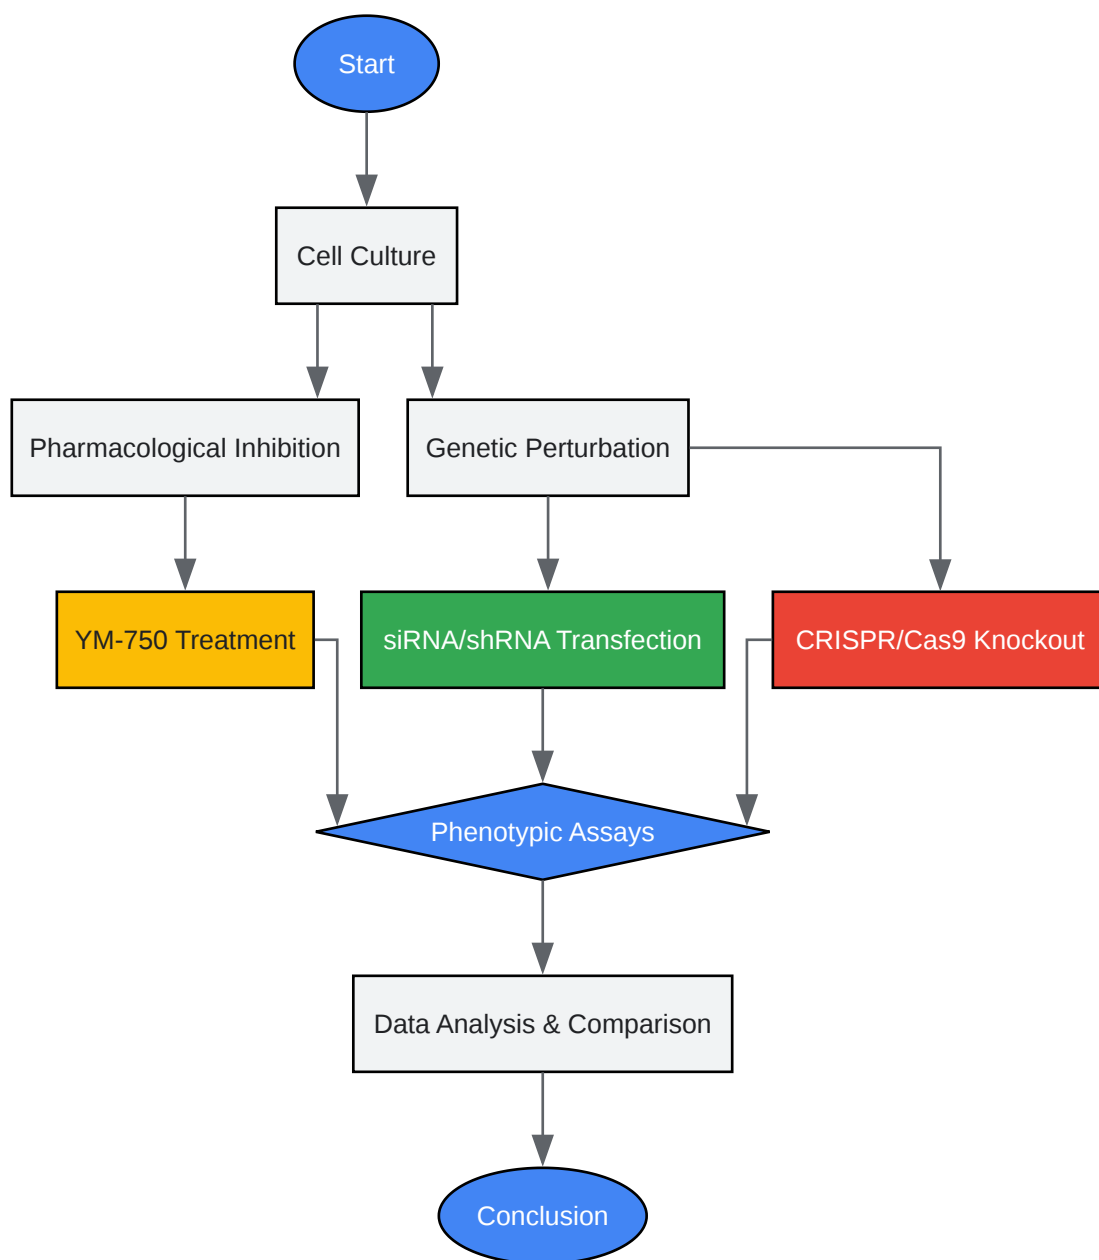 Start
Cell Culture
Pharmacological Inhibition
Genetic Perturbation
YM-750 Treatment
siRNA/shRNA Transfection
CRISPR/Cas9 Knockout
Phenotypic Assays
Data Analysis & Comparison
Conclusion